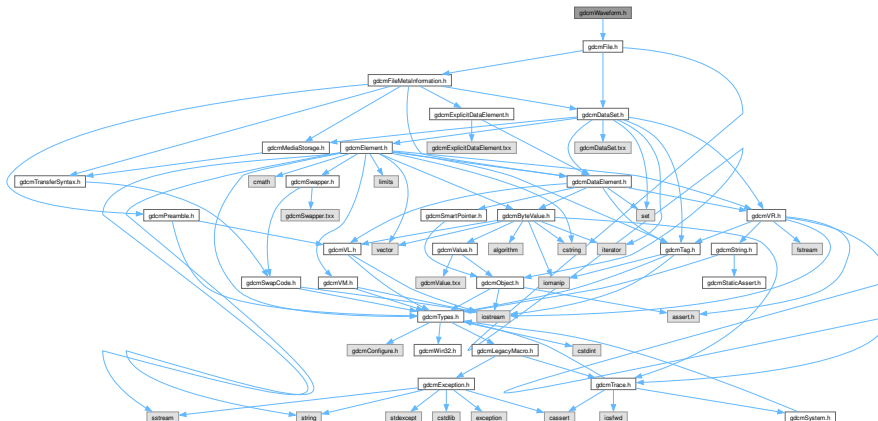 gdcmWaveform.h
gdcmFile.h
gdcmFileMetaInformation.h
gdcmExplicitDataElement.h
gdcmDataSet.h
gdcmMediaStorage.h
gdcmElement.h
gdcmExplicitDataElement.txx
gdcmDataSet.txx
gdcmTransferSyntax.h
cmath
gdcmSwapper.h
limits
gdcmDataElement.h
gdcmPreamble.h
gdcmSwapper.txx
gdcmSmartPointer.h
gdcmByteValue.h
set
gdcmVR.h
gdcmVL.h
vector
gdcmValue.h
algorithm
cstring
iterator
gdcmTag.h
gdcmString.h
fstream
gdcmSwapCode.h
gdcmVM.h
gdcmValue.txx
gdcmObject.h
iomanip
gdcmStaticAssert.h
gdcmTypes.h
iostream
assert.h
gdcmConfigure.h
gdcmWin32.h
gdcmLegacyMacro.h
cstdint
gdcmException.h
gdcmTrace.h
sstream
string
stdexcept
cstdlib
exception
cassert
iosfwd
gdcmSystem.h